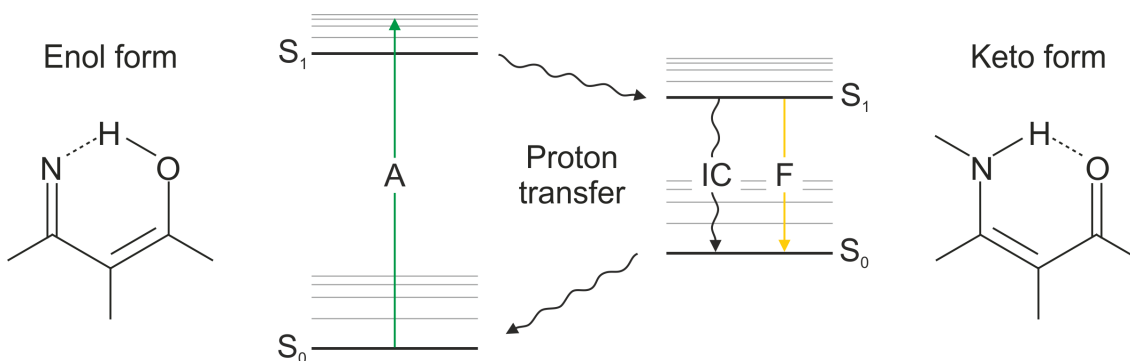 Enol form
S₁
Keto form
S₁
H
N
O
A
Proton
transfer
IC
F
H
N
O
S₀
S₀